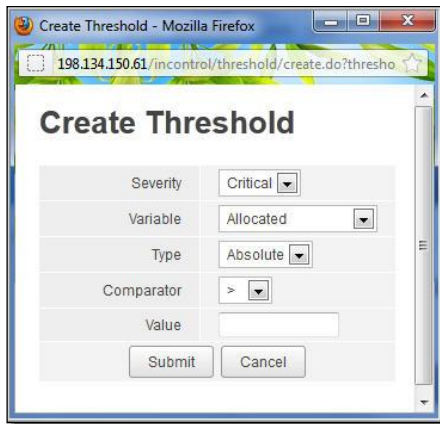 Create Threshold - Mozilla Firefox
198.134.150.61/incontrol/threshold/create.do?thresho
Create Threshold
Severity Critical
Variable Allocated
Type Absolute
Comparator >
Value
Submit Cancel